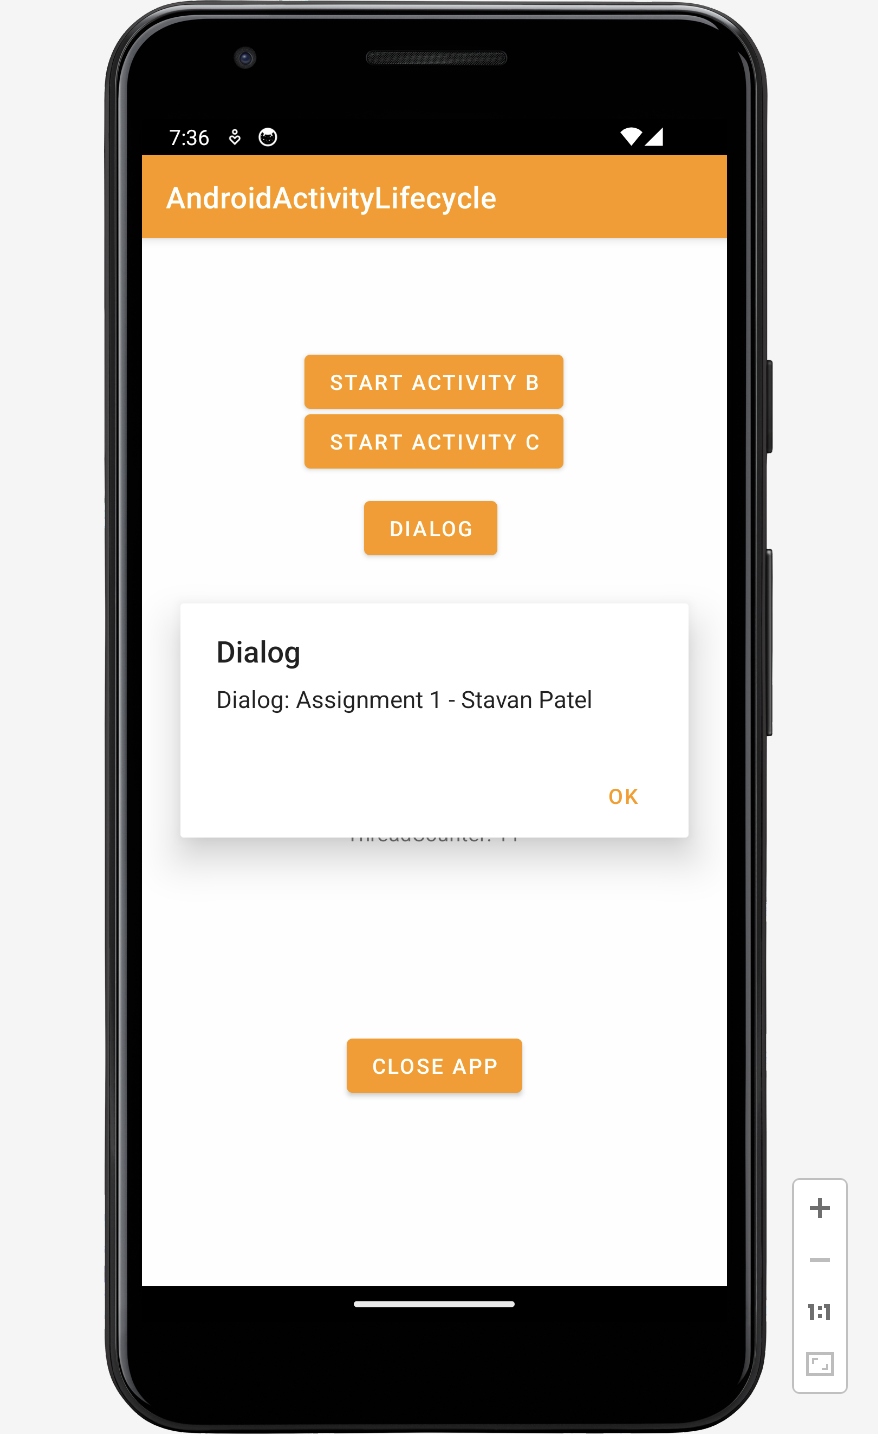 7:36
AndroidActivityLifecycle
START ACTIVITY B
START ACTIVITY C
DIALOG
Dialog
Dialog: Assignment 1 - Stavan Patel
OK
ThreadCounter:
CLOSE APP
1:1